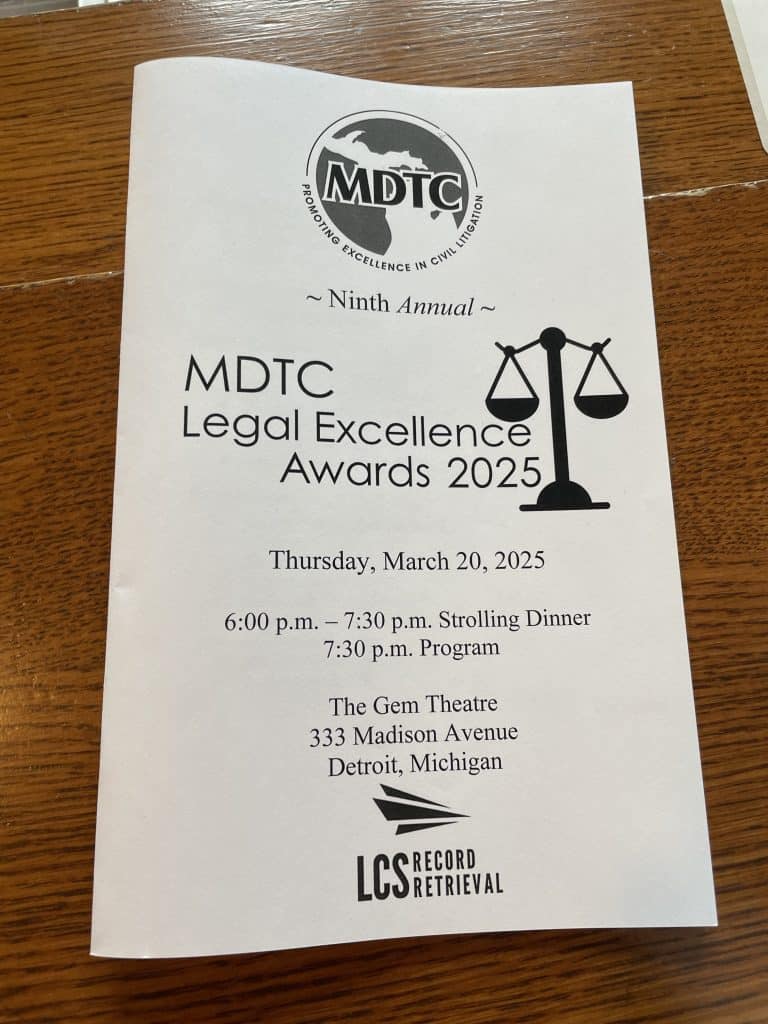 MDTC
PROMOTING EXCELLENCE IN CIVIL LITIGATION
~ Ninth Annual ~
MDTC
Legal Excellence
Awards 2025
Thursday, March 20, 2025
6:00 p.m. – 7:30 p.m. Strolling Dinner
7:30 p.m. Program
The Gem Theatre
333 Madison Avenue
Detroit, Michigan
LCS RECORD
RETRIEVAL